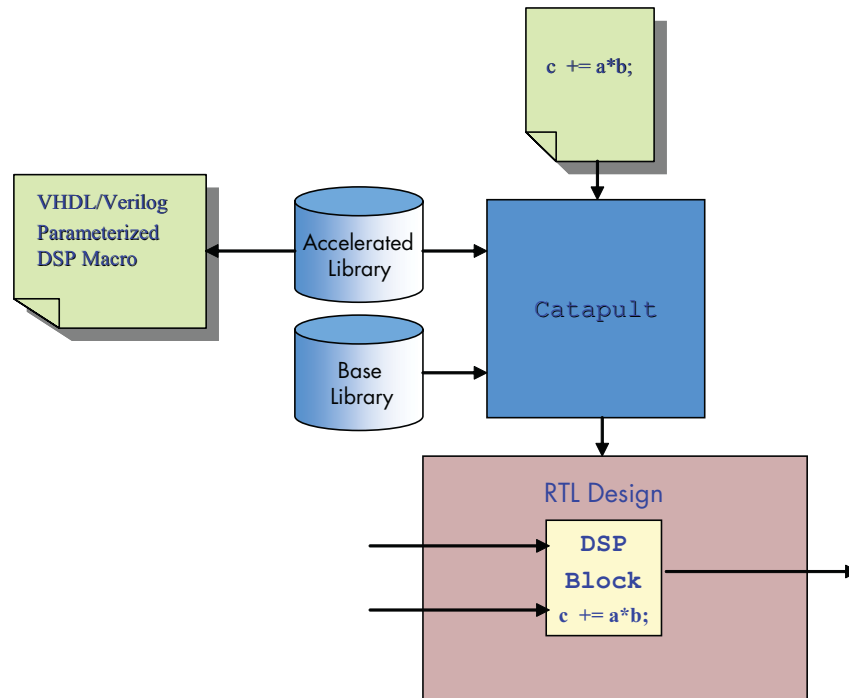 c += a*b;
VHDL/Verilog
Parameterized
DSP Macro
Accelerated
Library
Catapult
Base
Library
RTL Design
DSP
Block
c += a*b;